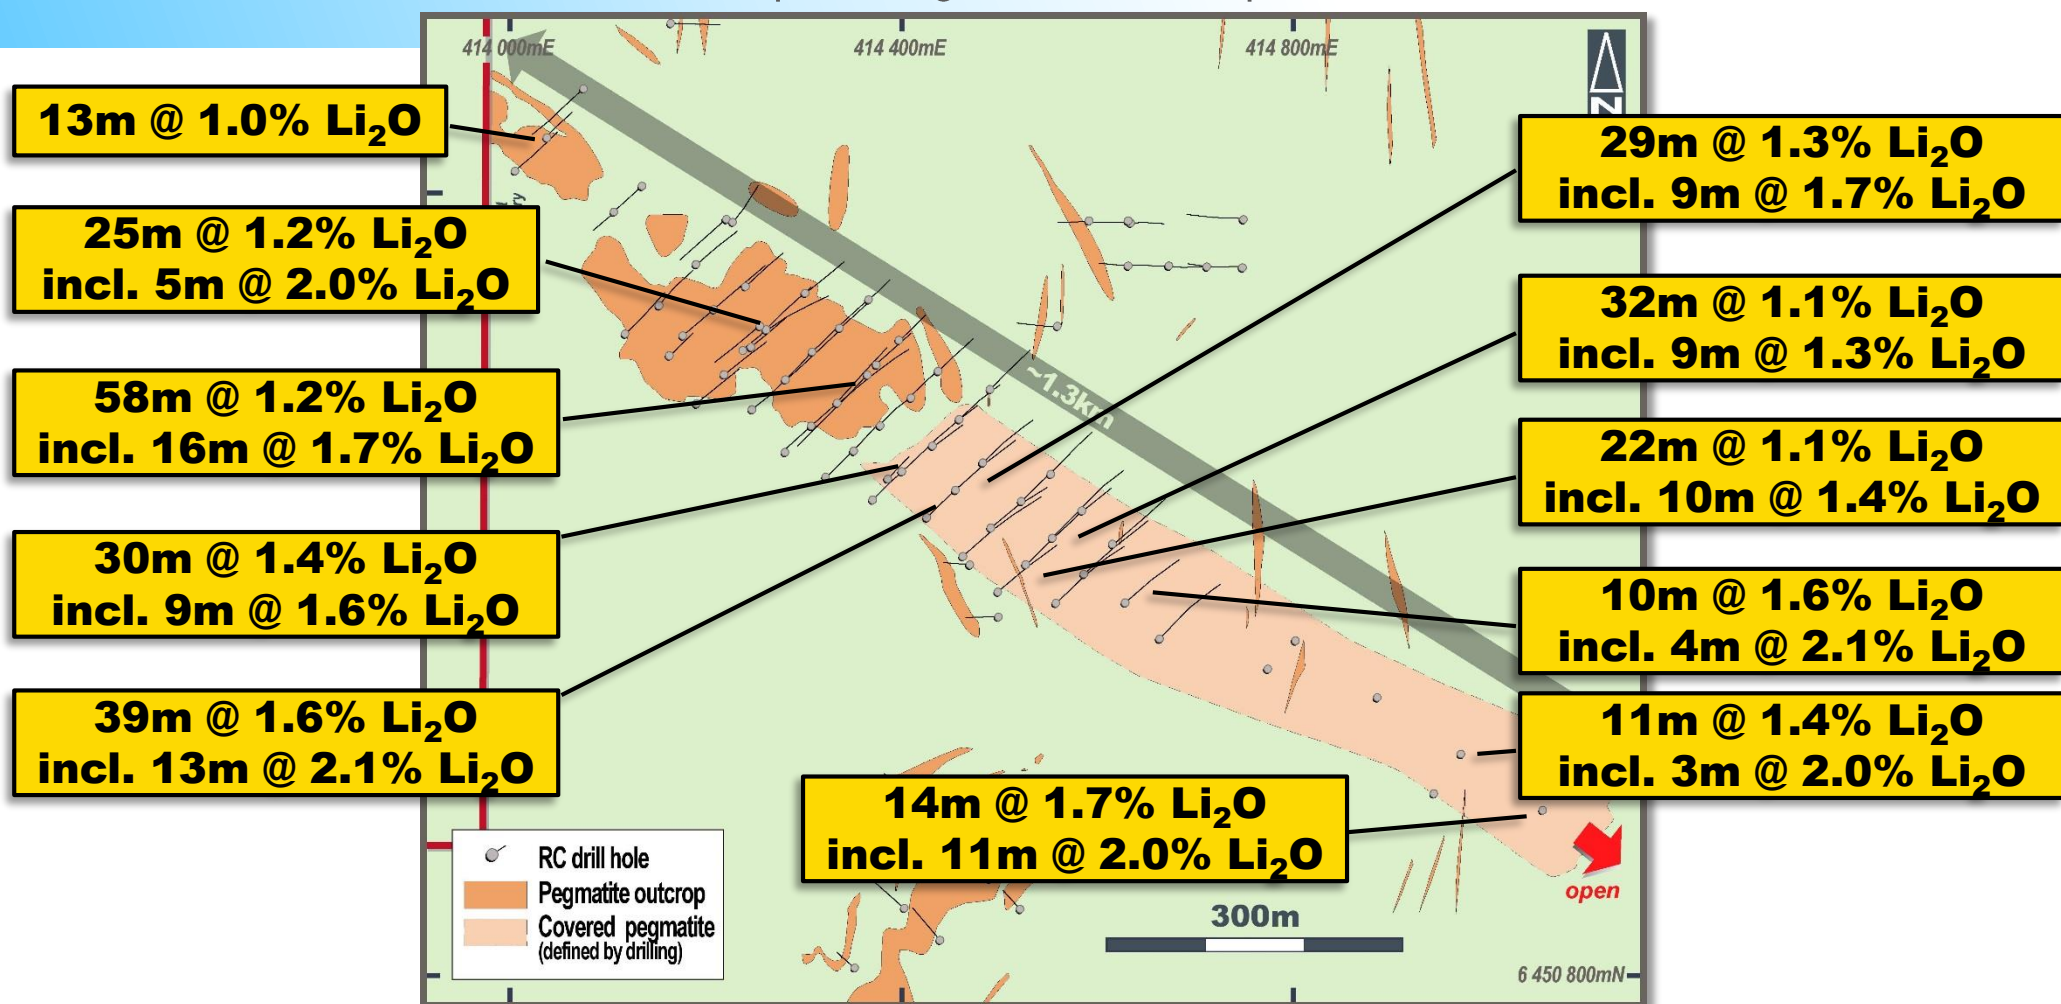 414 000mE
414 400mE
414 800mE
N
13m @ 1.0% Li₂O
25m @ 1.2% Li₂O
incl. 5m @ 2.0% Li₂O
58m @ 1.2% Li₂O
incl. 16m @ 1.7% Li₂O
30m @ 1.4% Li₂O
incl. 9m @ 1.6% Li₂O
39m @ 1.6% Li₂O
incl. 13m @ 2.1% Li₂O
~1.3km
29m @ 1.3% Li₂O
incl. 9m @ 1.7% Li₂O
32m @ 1.1% Li₂O
incl. 9m @ 1.3% Li₂O
22m @ 1.1% Li₂O
incl. 10m @ 1.4% Li₂O
10m @ 1.6% Li₂O
incl. 4m @ 2.1% Li₂O
11m @ 1.4% Li₂O
incl. 3m @ 2.0% Li₂O
14m @ 1.7% Li₂O
incl. 11m @ 2.0% Li₂O
open
RC drill hole
Pegmatite outcrop
Covered pegmatite
(defined by drilling)
300m
6 450 800mN